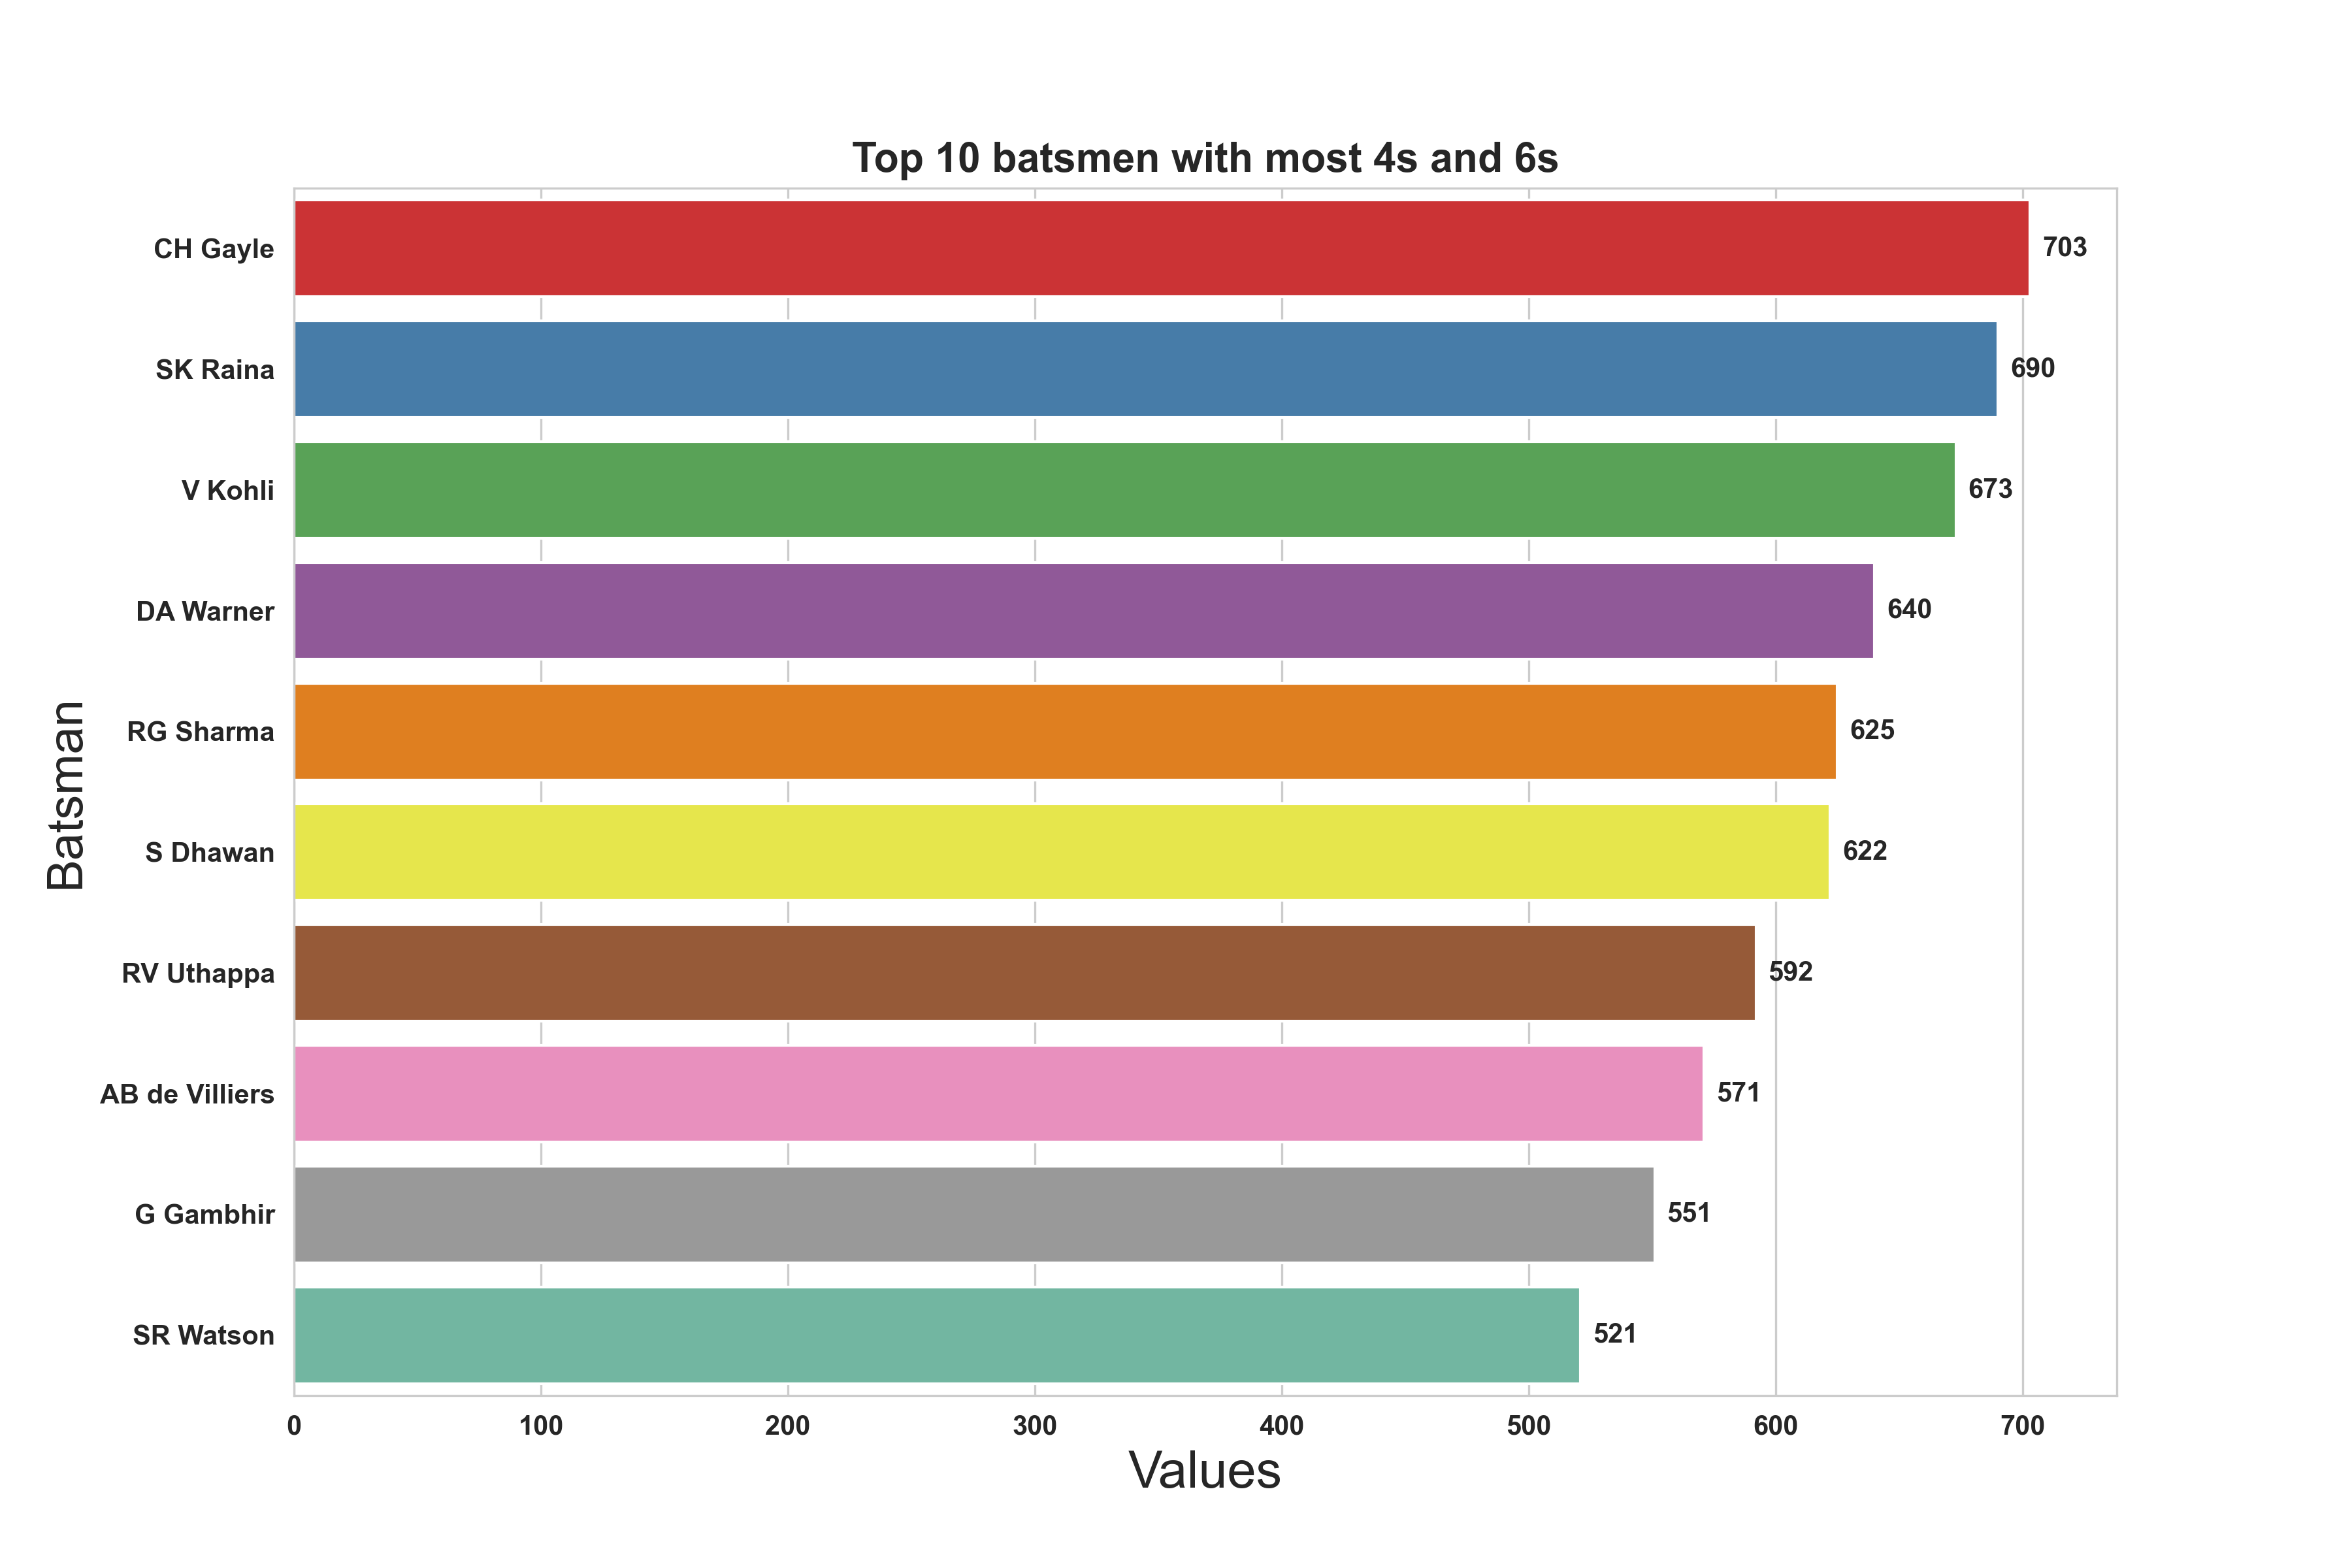 Top 10 batsmen with most 4s and 6s
CH Gayle 703
SK Raina 690
V Kohli 673
DA Warner 640
RG Sharma 625
S Dhawan 622
RV Uthappa 592
AB de Villiers 571
G Gambhir 551
SR Watson 521
Batsman
0 100 200 300 400 500 600 700
Values